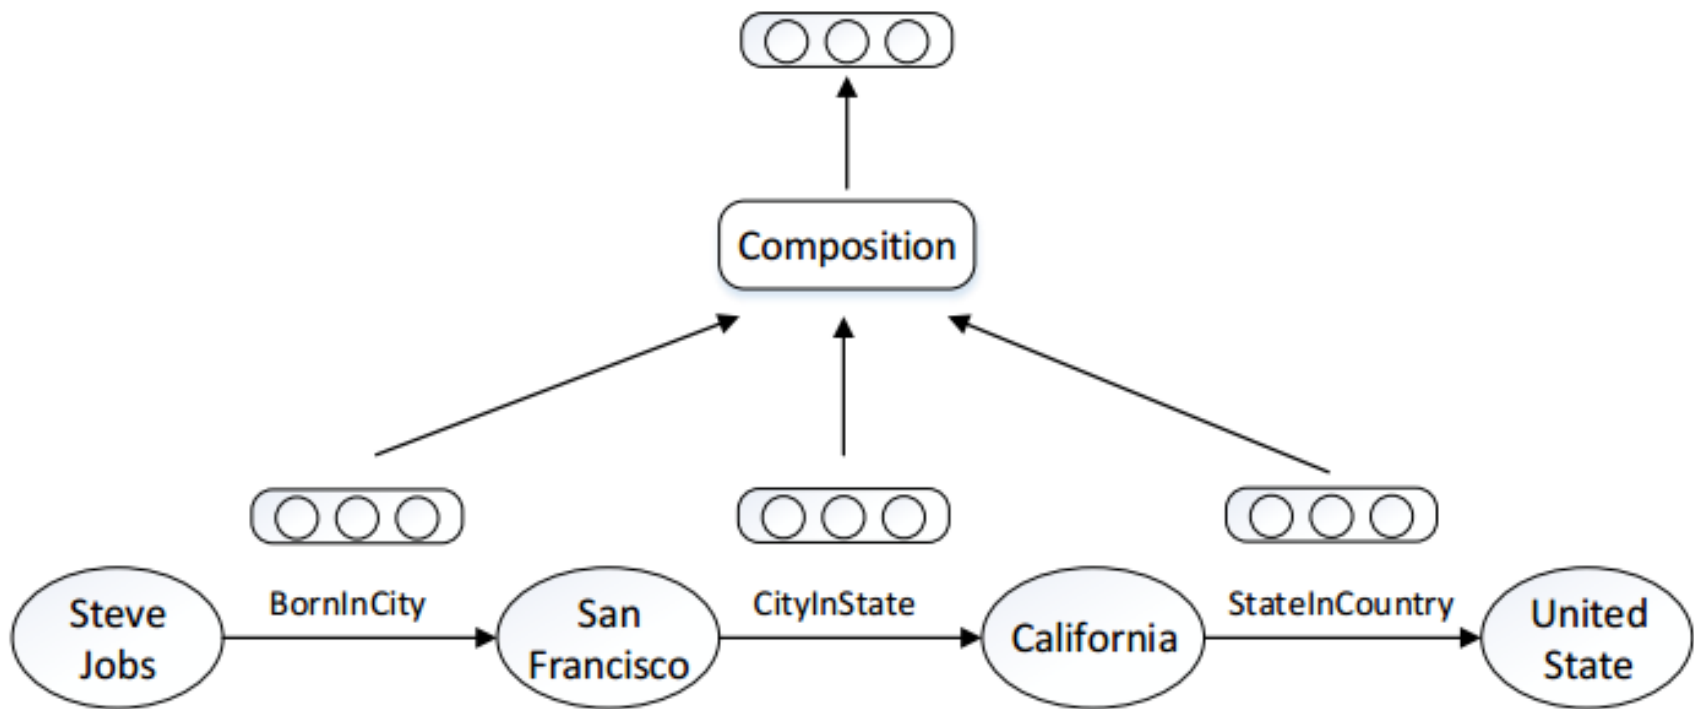 Composition
BornInCity
CityInState
StateInCountry
Steve
Jobs
San
Francisco
California
United
State